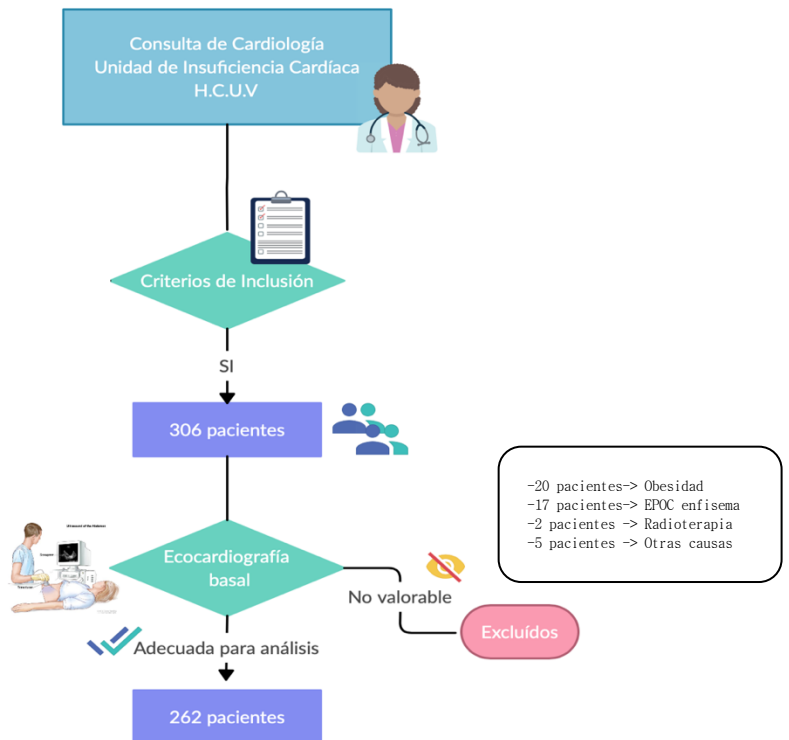 Consulta de Cardiología
Unidad de Insuficiencia Cardíaca
H.C.U.V
Criterios de Inclusión
SI
306 pacientes
-20 pacientes-> Obesidad
-17 pacientes-> EPOC enfisema
-2 pacientes -> Radioterapia
-5 pacientes -> Otras causas
Ecocardiografía
basal
No valorable
Excluídos
Adecuada para análisis
262 pacientes